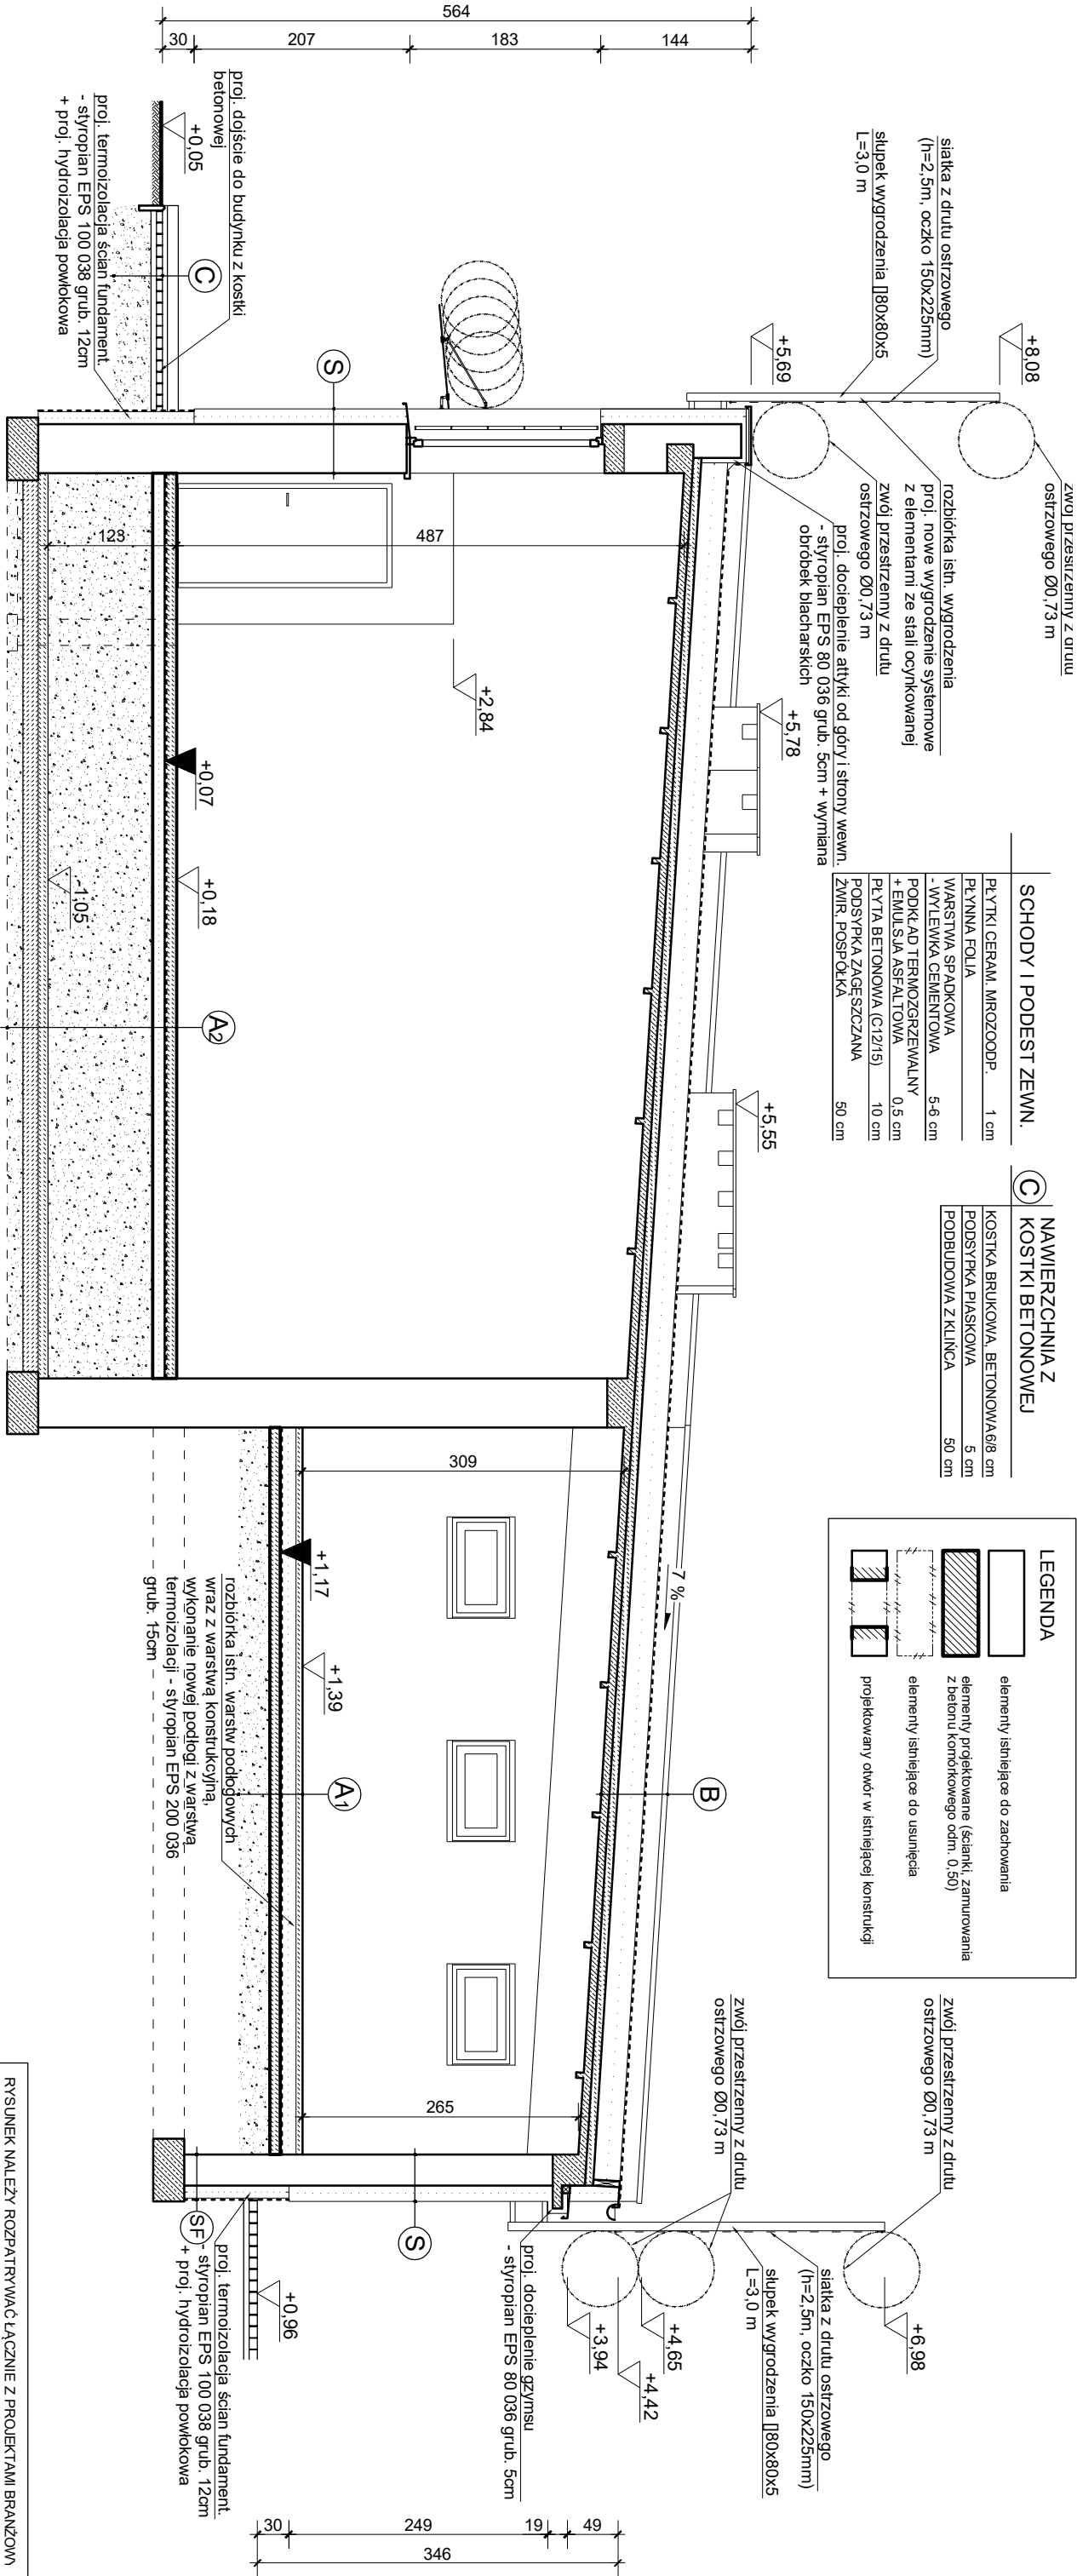 564
30
207
183
144
siatka z drutu ostrzowego
(h=2,5m, oczko 150x225mm)
słupek wygrodzenia []80x80x5
L=3,0 m
+8,08
+5,69
zwój przestrzenny z drutu
ostrzowego Ø0,73 m
rozbiórka istn. wygrodzenia
proj. nowe wygrodzenie systemowe
z elementami ze stali ocynkowanej
zwój przestrzenny z drutu
ostrzowego Ø0,73 m
proj. docieplenie attyki od góry i strony wewn.
- styropian EPS 80 036 grub. 5cm + wymiana
obróbek blacharskich
proj. dojście do budynku z kostki
betonowej
+0,05
C
proj. termoizolacja ścian fundament.
- styropian EPS 100 038 grub. 12cm
+ proj. hydroizolacja powłokowa
S
123
487
+2,84
+5,78
+0,07
+0,18
-1,05
A2
+5,55
SCHODY I PODEST ZEWN.
PŁYTKI CERAM. MROZOODP. 1 cm
PŁYNNA FOLIA
WARSTWA SPADKOWA
- WYLEWKA CEMENTOWA 5-6 cm
PODKŁAD TERMOZGRZEWALNY
+ EMULSJA ASFALTOWA 0,5 cm
PŁYTA BETONOWA (C12/15) 10 cm
PODSYPKA ZAGĘSZCZANA
ŻWIR, POSPÓŁKA 50 cm
C
NAWIERZCHNIA Z
KOSTKI BETONOWEJ
KOSTKA BRUKOWA, BETONOWA 6/8 cm
PODSYPKA PIASKOWA 5 cm
PODBUDOWA Z KLIŃCA 50 cm
LEGENDA
elementy istniejące do zachowania
elementy projektowane (ścianki, zamurowania
z betonu komórkowego odm. 0,50)
elementy istniejące do usunięcia
projektowany otwór w istniejącej konstrukcji
309
7 %
+1,17
+1,39
B
A1
rozbiórka istn. warstw podłogowych
wraz z warstwą konstrukcyjną,
wykonanie nowej podłogi z warstwą
termoizolacji - styropian EPS 200 036
grub. 15cm
265
zwój przestrzenny z drutu
ostrzowego Ø0,73 m
zwój przestrzenny z drutu
ostrzowego Ø0,73 m
+6,98
siatka z drutu ostrzowego
(h=2,5m, oczko 150x225mm)
słupek wygrodzenia []80x80x5
L=3,0 m
+4,65
+4,42
+3,94
S
SF
+0,96
proj. docieplenie gzymsu
- styropian EPS 80 036 grub. 5cm
proj. termoizolacja ścian fundament.
- styropian EPS 100 038 grub. 12cm
+ proj. hydroizolacja powłokowa
30
249
19
49
346
RYSUNEK NALEŻY ROZPATRYWAĆ ŁĄCZNIE Z PROJEKTAMI